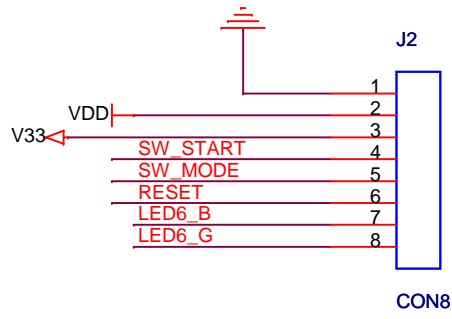 J2
1
VDD 2
V33 3
SW_START 4
SW_MODE 5
RESET 6
LED6_B 7
LED6_G 8
CON8